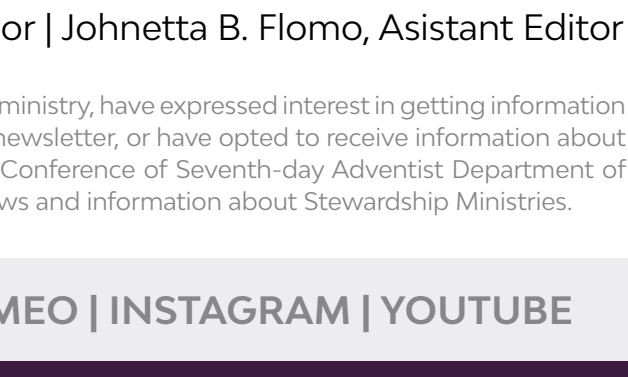 or | Johnetta B. Flomo, Asistant Editor
ministry, have expressed interest in getting information
newsletter, or have opted to receive information about
Conference of Seventh-day Adventist Department of
ws and information about Stewardship Ministries.
MEO | INSTAGRAM | YOUTUBE